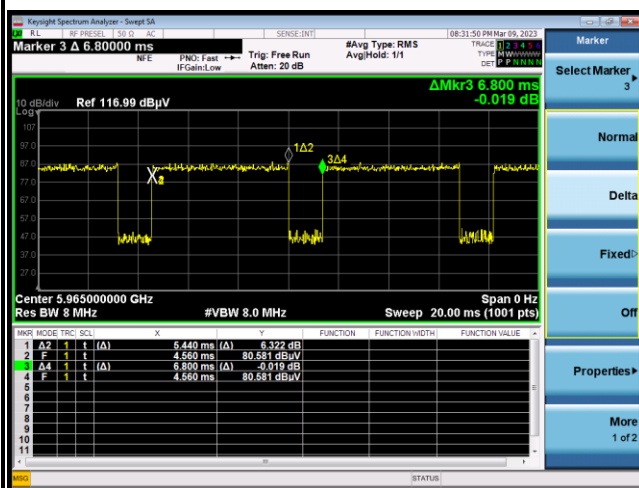 Keysight Spectrum Analyzer - Swept SA
RL RF PRESEL 50 Ω AC SENSE:INT 08:31:50 PM Mar 09, 2023
Marker 3 Δ 6.80000 ms
NFE PNO: Fast Trig: Free Run
IFGain:Low Atten: 20 dB
#Avg Type: RMS
Avg|Hold: 1/1
TRACE 1 2 3 4 5 6
TYPE MWWWWW
DET P P N N N N
Marker
Select Marker
3
Normal
Delta
Fixed
Off
Properties
More
1 of 2
ΔMkr3 6.800 ms
-0.019 dB
10 dB/div Ref 116.99 dBµV
Log
107
97.0
87.0
77.0
67.0
57.0
47.0
37.0
27.0
1Δ2
3Δ4
Center 5.965000000 GHz Span 0 Hz
Res BW 8 MHz #VBW 8.0 MHz Sweep 20.00 ms (1001 pts)
MKR MODE TRC SCL X Y FUNCTION FUNCTION WIDTH FUNCTION VALUE
1 Δ2 1 t (Δ) 5.440 ms (Δ) 6.322 dB
2 F 1 t 4.560 ms 80.581 dBµV
3 Δ4 1 t (Δ) 6.800 ms (Δ) -0.019 dB
4 F 1 t 4.560 ms 80.581 dBµV
5
6
7
8
9
10
11
MSG STATUS